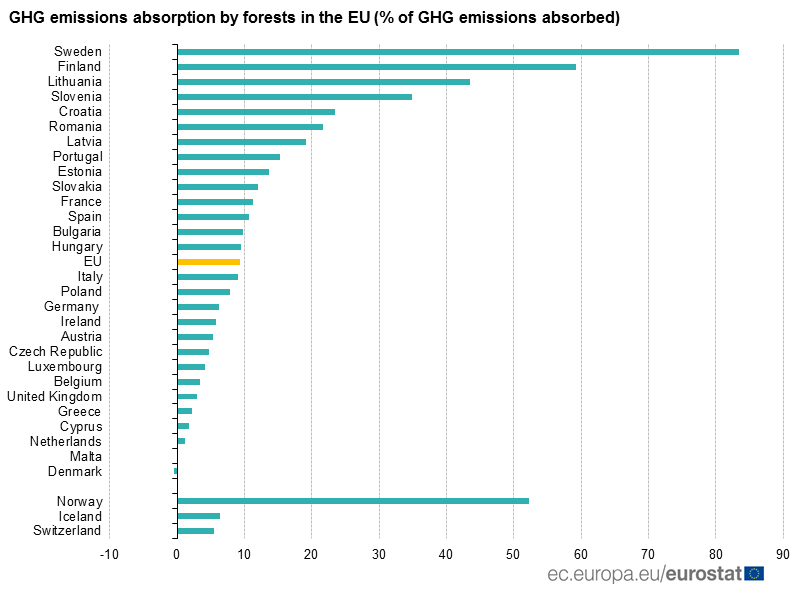 GHG emissions absorption by forests in the EU (% of GHG emissions absorbed)
Sweden
Finland
Lithuania
Slovenia
Croatia
Romania
Latvia
Portugal
Estonia
Slovakia
France
Spain
Bulgaria
Hungary
EU
Italy
Poland
Germany
Ireland
Austria
Czech Republic
Luxembourg
Belgium
United Kingdom
Greece
Cyprus
Netherlands
Malta
Denmark
Norway
Iceland
Switzerland
-10 0 10 20 30 40 50 60 70 80 90
ec.europa.eu/eurostat